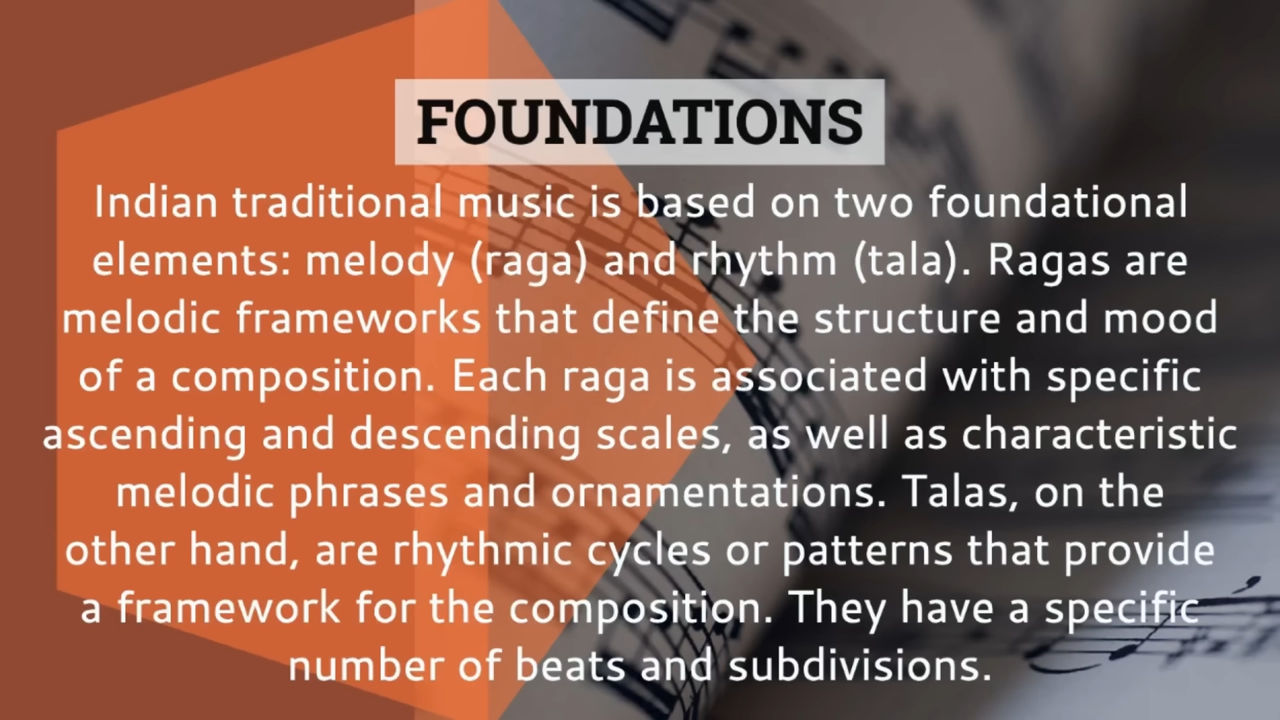 FOUNDATIONS
Indian traditional music is based on two foundational
elements: melody (raga) and rhythm (tala). Ragas are
melodic frameworks that define the structure and mood
of a composition. Each raga is associated with specific
ascending and descending scales, as well as characteristic
melodic phrases and ornamentations. Talas, on the
other hand, are rhythmic cycles or patterns that provide
a framework for the composition. They have a specific
number of beats and subdivisions.